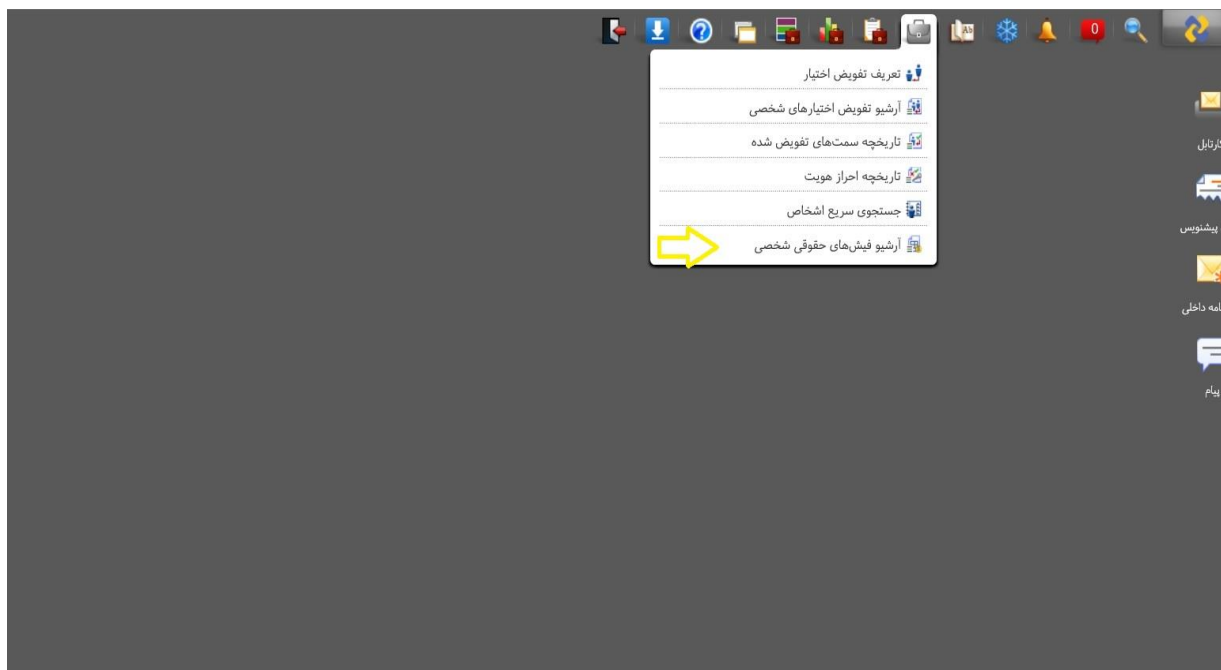 0
Ab
تعریف تفویض اختیار
آرشیو تفویض اختیارهای شخصی
تاریخچه سمت‌های تفویض شده
تاریخچه احراز هویت
جستجوی سریع اشخاص
آرشیو فیش‌های حقوقی شخصی
کارتابل
پیشنویس
نامه داخلی
پیام